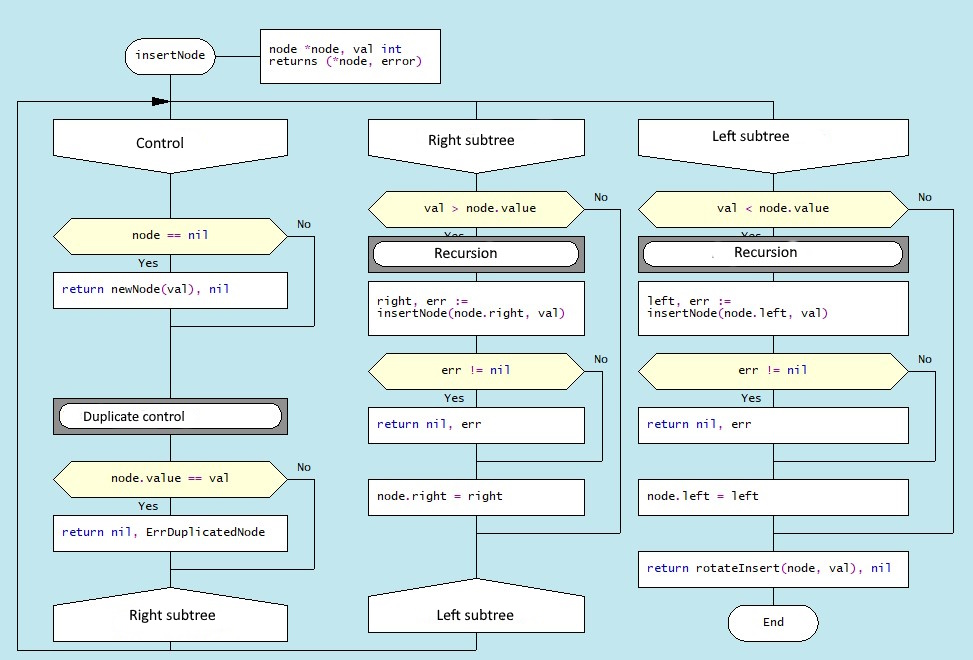 insertNode
node *node, val int
returns (*node, error)
Control
node == nil
No
Yes
return newNode(val), nil
Duplicate control
node.value == val
No
Yes
return nil, ErrDuplicatedNode
Right subtree
Right subtree
val > node.value
No
Yes
Recursion
right, err :=
insertNode(node.right, val)
err != nil
No
Yes
return nil, err
node.right = right
Left subtree
Left subtree
val < node.value
No
Yes
Recursion
left, err :=
insertNode(node.left, val)
err != nil
No
Yes
return nil, err
node.left = left
return rotateInsert(node, val), nil
End